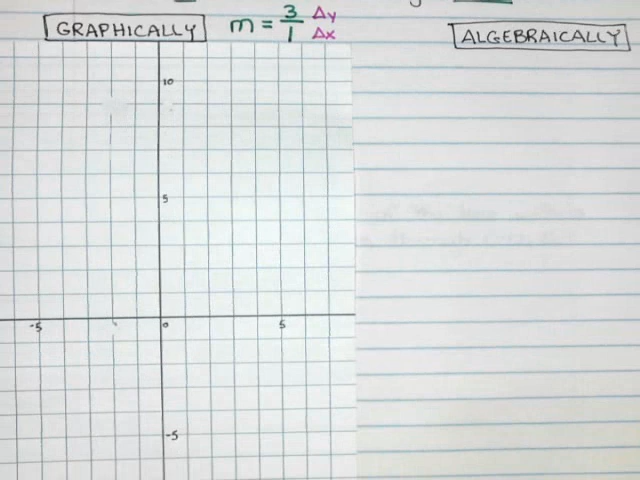 GRAPHICALLY
m = 3/1 Δy/Δx
ALGEBRAICALLY
10
5
-5 0 5
-5